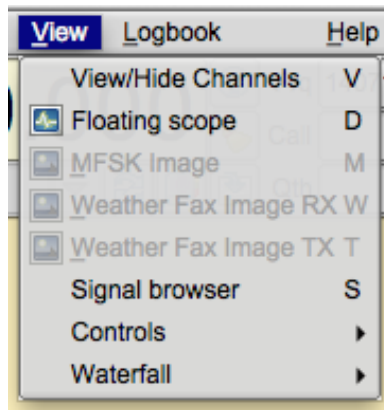 View Logbook Help
View/Hide Channels V
Floating scope D
MFSK Image M
Weather Fax Image RX W
Weather Fax Image TX T
Signal browser S
Controls
Waterfall